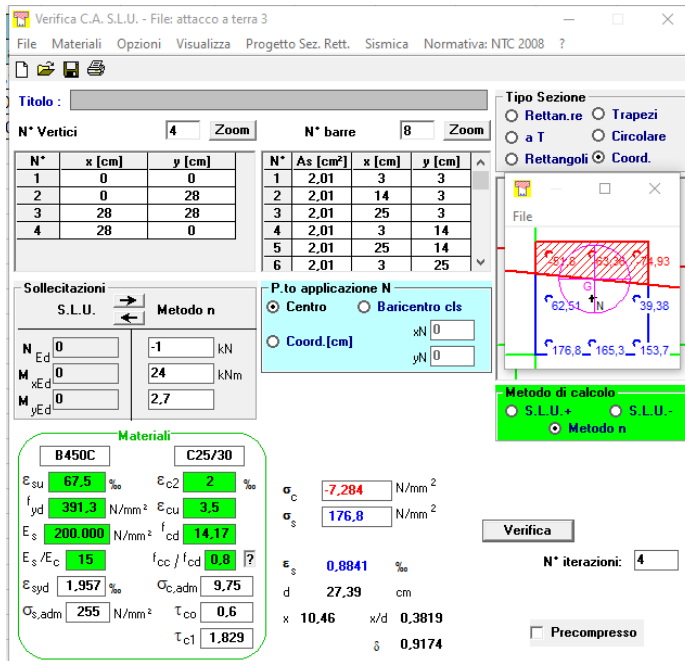 Verifica C.A. S.L.U. - File: attacco a terra 3
File Materiali Opzioni Visualizza Progetto Sez. Rett. Sismica Normativa: NTC 2008 ?
Titolo :
N° Vertici 4 Zoom N° barre 8 Zoom
N° x [cm] y [cm]
1 0 0
2 0 28
3 28 28
4 28 0
N° As [cm²] x [cm] y [cm]
1 2,01 3 3
2 2,01 14 3
3 2,01 25 3
4 2,01 3 14
5 2,01 25 14
6 2,01 3 25
Tipo Sezione
Rettan.re Trapezi
a T Circolare
Rettangoli Coord.
File
-51,8 -63,36 -74,93
G
62,51 N 39,38
176,8 165,3 153,7
Sollecitazioni
S.L.U. Metodo n
N Ed 0 -1 kN
M xEd 0 24 kNm
M yEd 0 2,7
P.to applicazione N
Centro Baricentro cls
Coord.[cm] xN 0
yN 0
Metodo di calcolo
S.L.U.+ S.L.U.-
Metodo n
Materiali
B450C C25/30
εsu 67,5 ‰ εc2 2 ‰
fyd 391,3 N/mm² εcu 3,5
Es 200.000 N/mm² fcd 14,17
Es/Ec 15 fcc / fcd 0,8 ?
εsyd 1,957 ‰ σc,adm 9,75
σs,adm 255 N/mm² τco 0,6
τc1 1,829
σc -7,284 N/mm²
σs 176,8 N/mm²
εs 0,8841 ‰
d 27,39 cm
x 10,46 x/d 0,3819
δ 0,9174
Verifica
N° iterazioni: 4
Precompresso